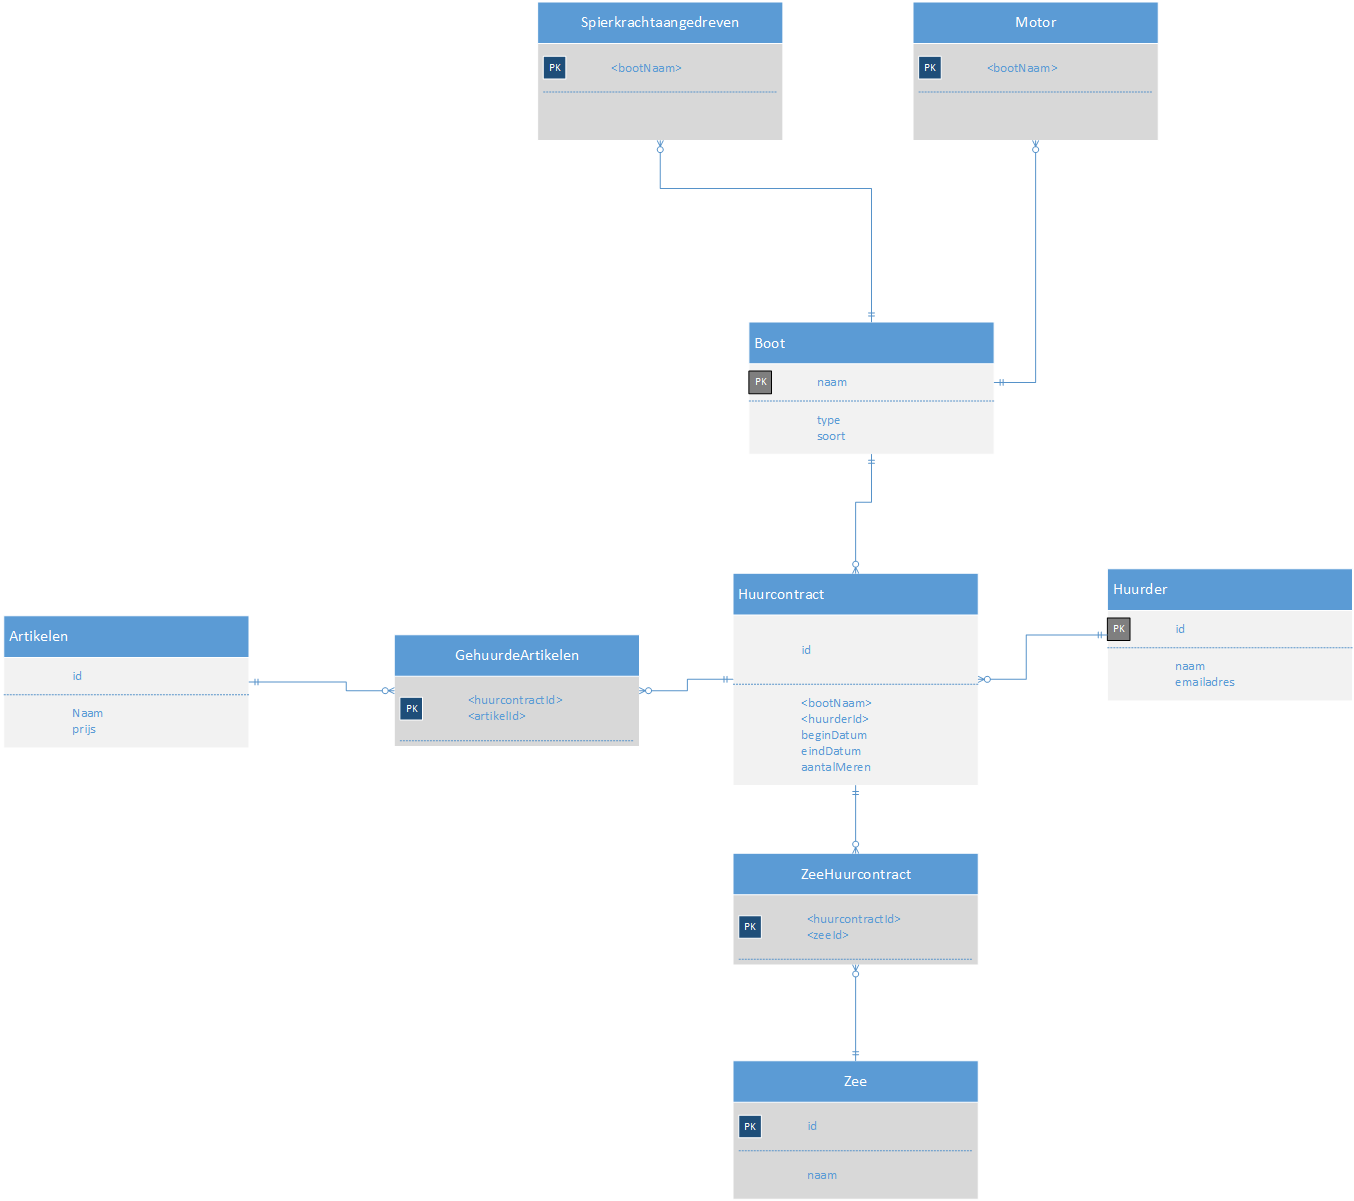 Spierkrachtaangedreven
PK <bootNaam>
Motor
PK <bootNaam>
Boot
PK naam
type
soort
Huurcontract
id
<bootNaam>
<huurderId>
beginDatum
eindDatum
aantalMeren
Huurder
PK id
naam
emailadres
Artikelen
id
Naam
prijs
GehuurdeArtikelen
PK <huurcontractId>
<artikelId>
ZeeHuurcontract
PK <huurcontractId>
<zeeId>
Zee
PK id
naam